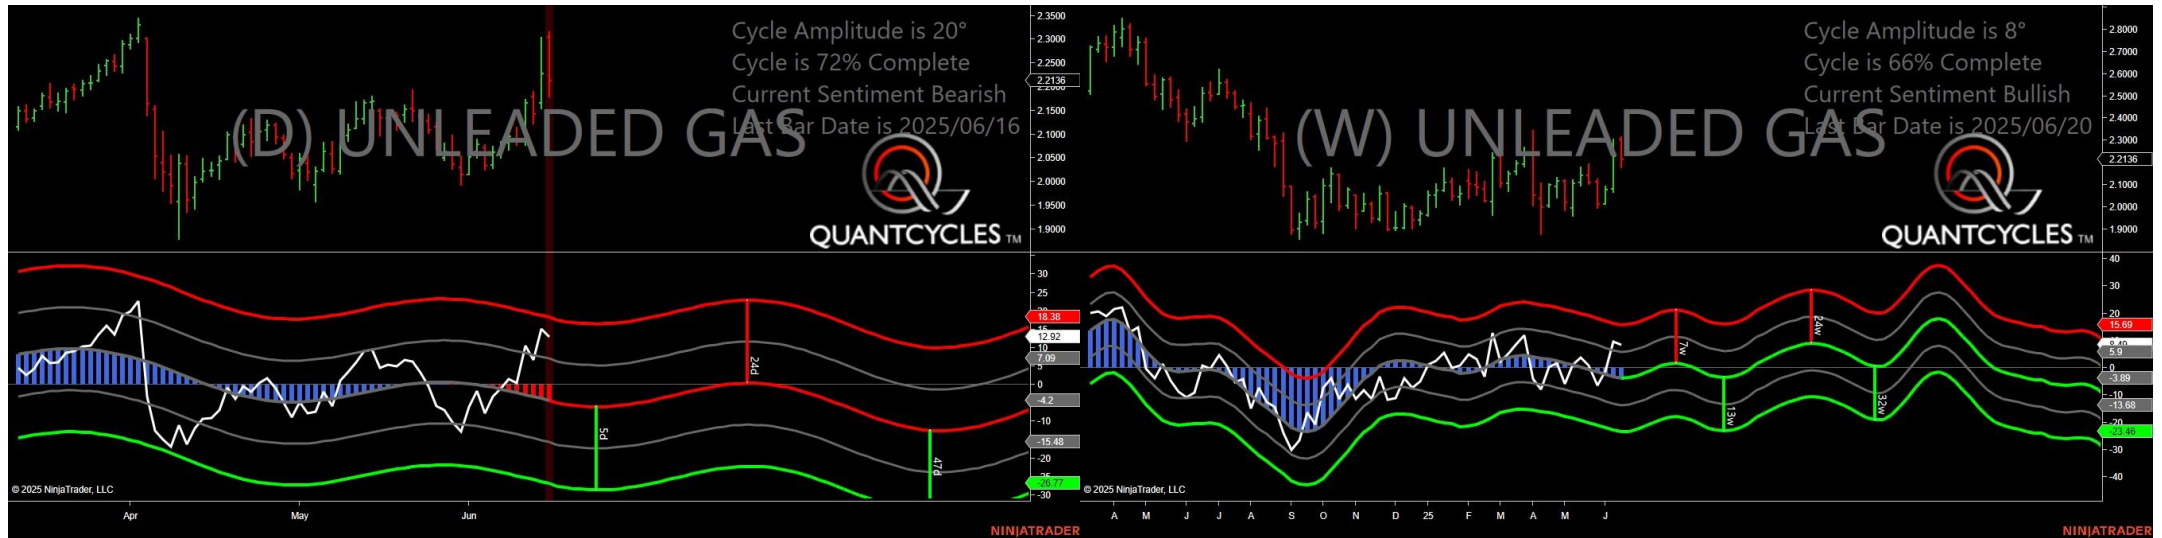 Cycle Amplitude is 20°
Cycle is 72% Complete
Current Sentiment Bearish
Last Bar Date is 2025/06/16
(D) UNLEADED GAS
QUANTCYCLES TM
2.3500
2.3000
2.2500
2.2136
2.1500
2.1000
2.0500
2.0000
1.9500
1.9000
30
25
18.38
12.92
10
7.09
5
0
-4.2
-10
-15.48
-20
-26.77
-30
5d
24d
47d
© 2025 NinjaTrader, LLC
Apr
May
Jun
NINJATRADER
Cycle Amplitude is 8°
Cycle is 66% Complete
Current Sentiment Bullish
Last Bar Date is 2025/06/20
(W) UNLEADED GAS
QUANTCYCLES TM
2.8000
2.7000
2.6000
2.5000
2.4000
2.3000
2.2136
2.1000
2.0000
1.9000
40
30
20
15.69
5.9
0
-3.89
-10
-13.68
-20
-23.46
-30
-40
7w
13w
24w
32w
© 2025 NinjaTrader, LLC
A M J J A S O N D 25 F M A M J
NINJATRADER